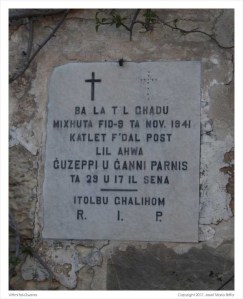 BA LA T L GHADU
MIXHUTA FID-9 TA NOV. 1941
KATLET F'DAL POST
LIL AHWA
ĠUZEPPI U ĠANNI PARNIS
TA 29 U 17 IL SENA
ITOLBU GHALIHOM
R. I. P.